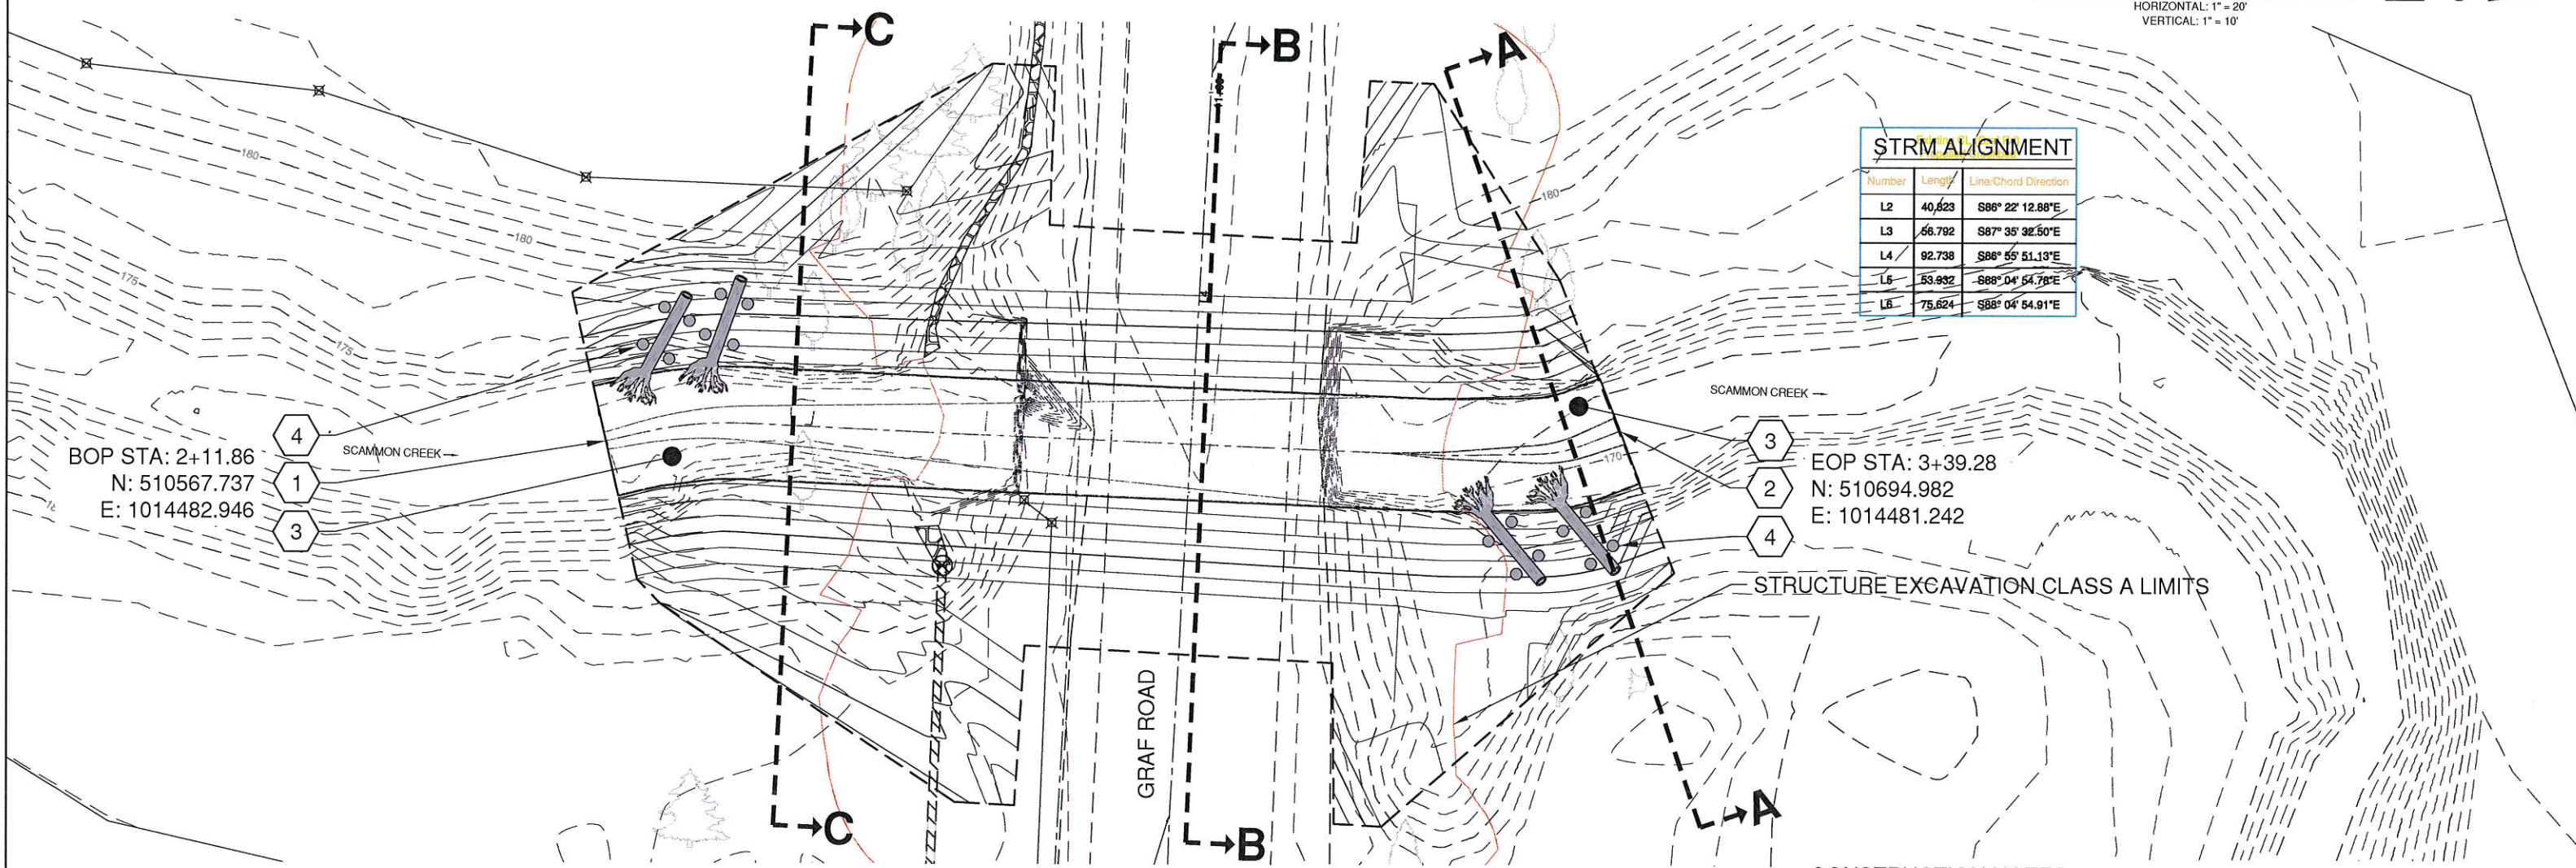 HORIZONTAL: 1" = 20'
VERTICAL: 1" = 10'
C
B
A
180
180
180
175
175
STRM ALIGNMENT
Number Length Line/Chord Direction
L2 40.823 S86° 22' 12.88"E
L3 56.792 S87° 35' 32.50"E
L4 92.738 S86° 55' 51.13"E
L5 53.932 S88° 04' 54.78"E
L6 75.624 S88° 04' 54.91"E
SCAMMON CREEK
4
SCAMMON CREEK
BOP STA: 2+11.86
N: 510567.737
E: 1014482.946
1
3
3
170
EOP STA: 3+39.28
2
N: 510694.982
E: 1014481.242
4
STRUCTURE EXCAVATION CLASS A LIMITS
GRAF ROAD
C
B
A